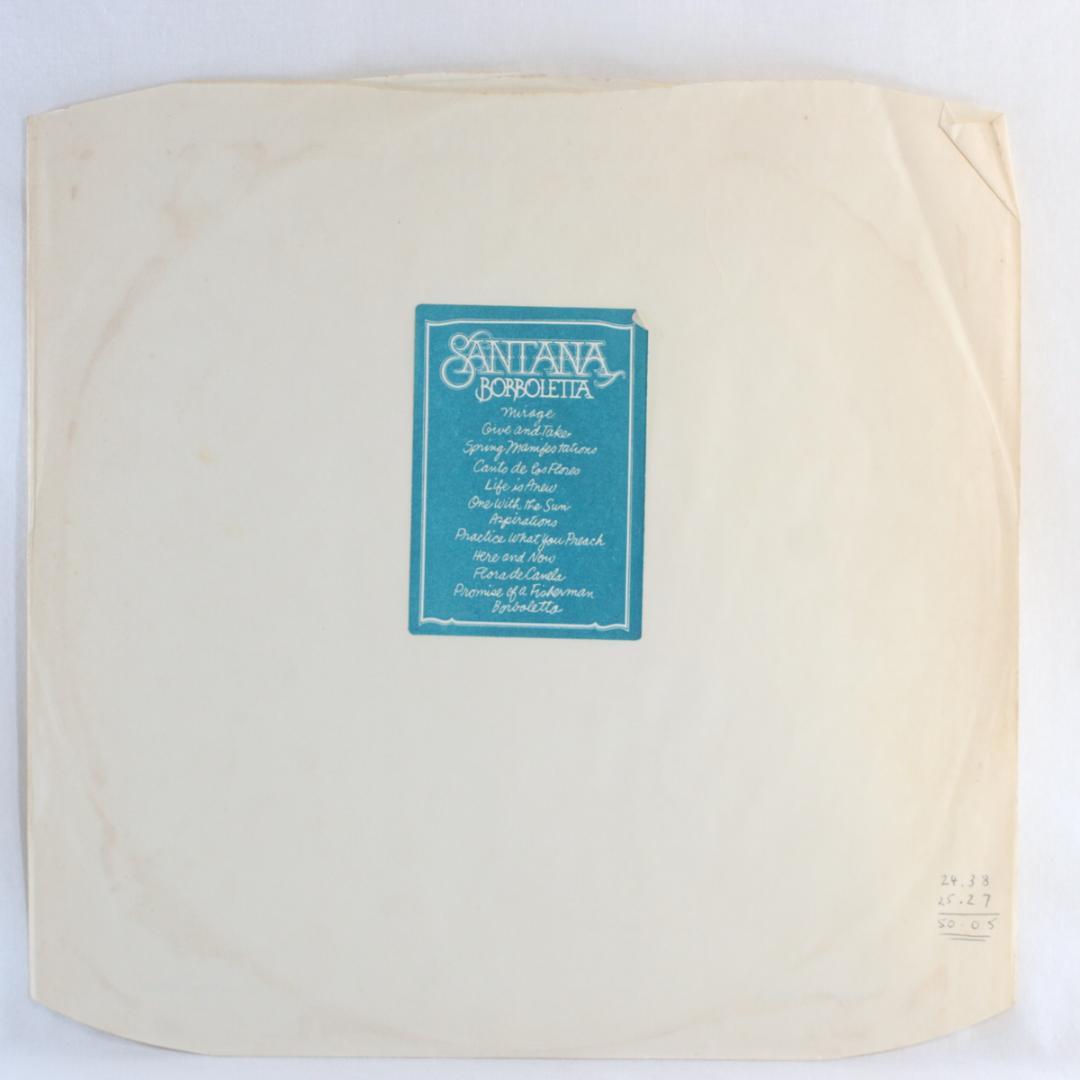 SANTANA
BORBOLETTA
Mirage
Give and Take
Spring Manifestations
Canto de los Flores
Life is Anew
One With the Sun
Aspirations
Practice What You Preach
Here and Now
Flora de Canela
Promise of a Fisherman
Borboletta
24.38
25.27
50.05